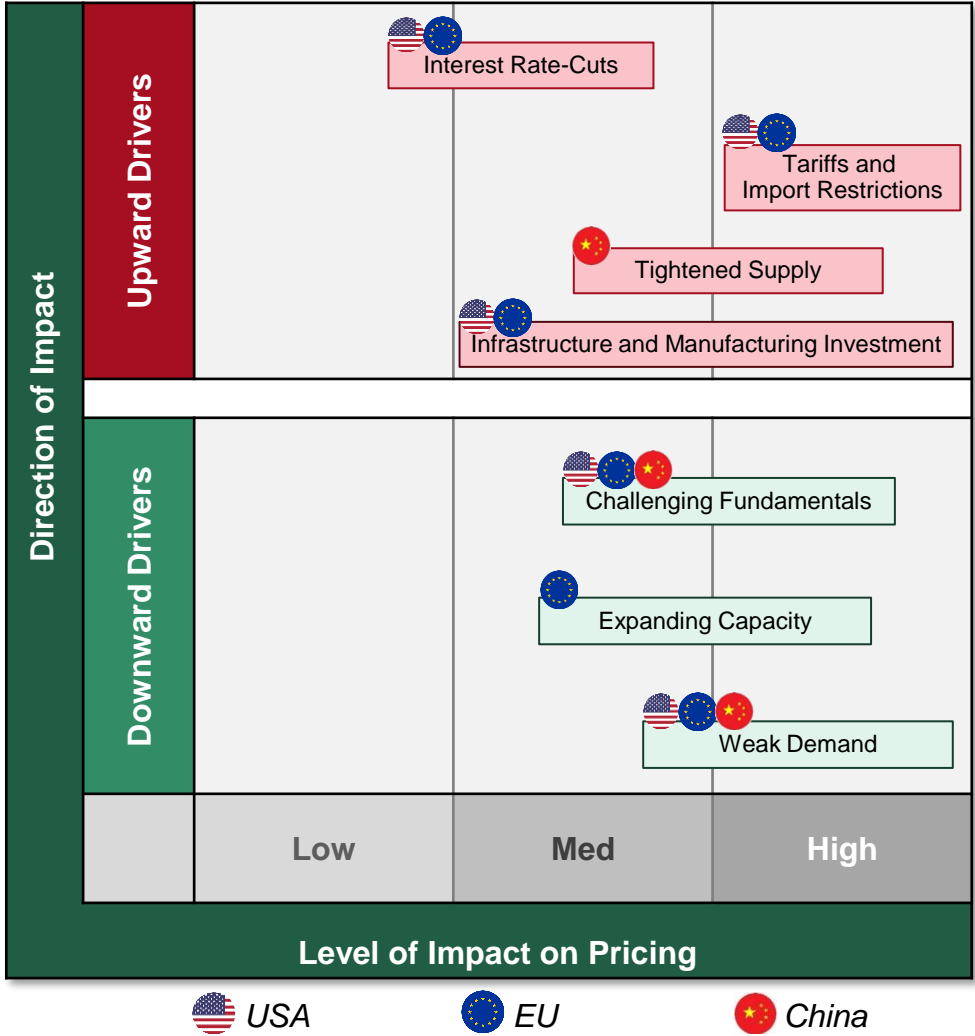 Direction of Impact
Upward Drivers
Interest Rate-Cuts
Tariffs and
Import Restrictions
Tightened Supply
Infrastructure and Manufacturing Investment
Downward Drivers
Challenging Fundamentals
Expanding Capacity
Weak Demand
Low
Med
High
Level of Impact on Pricing
USA
EU
China